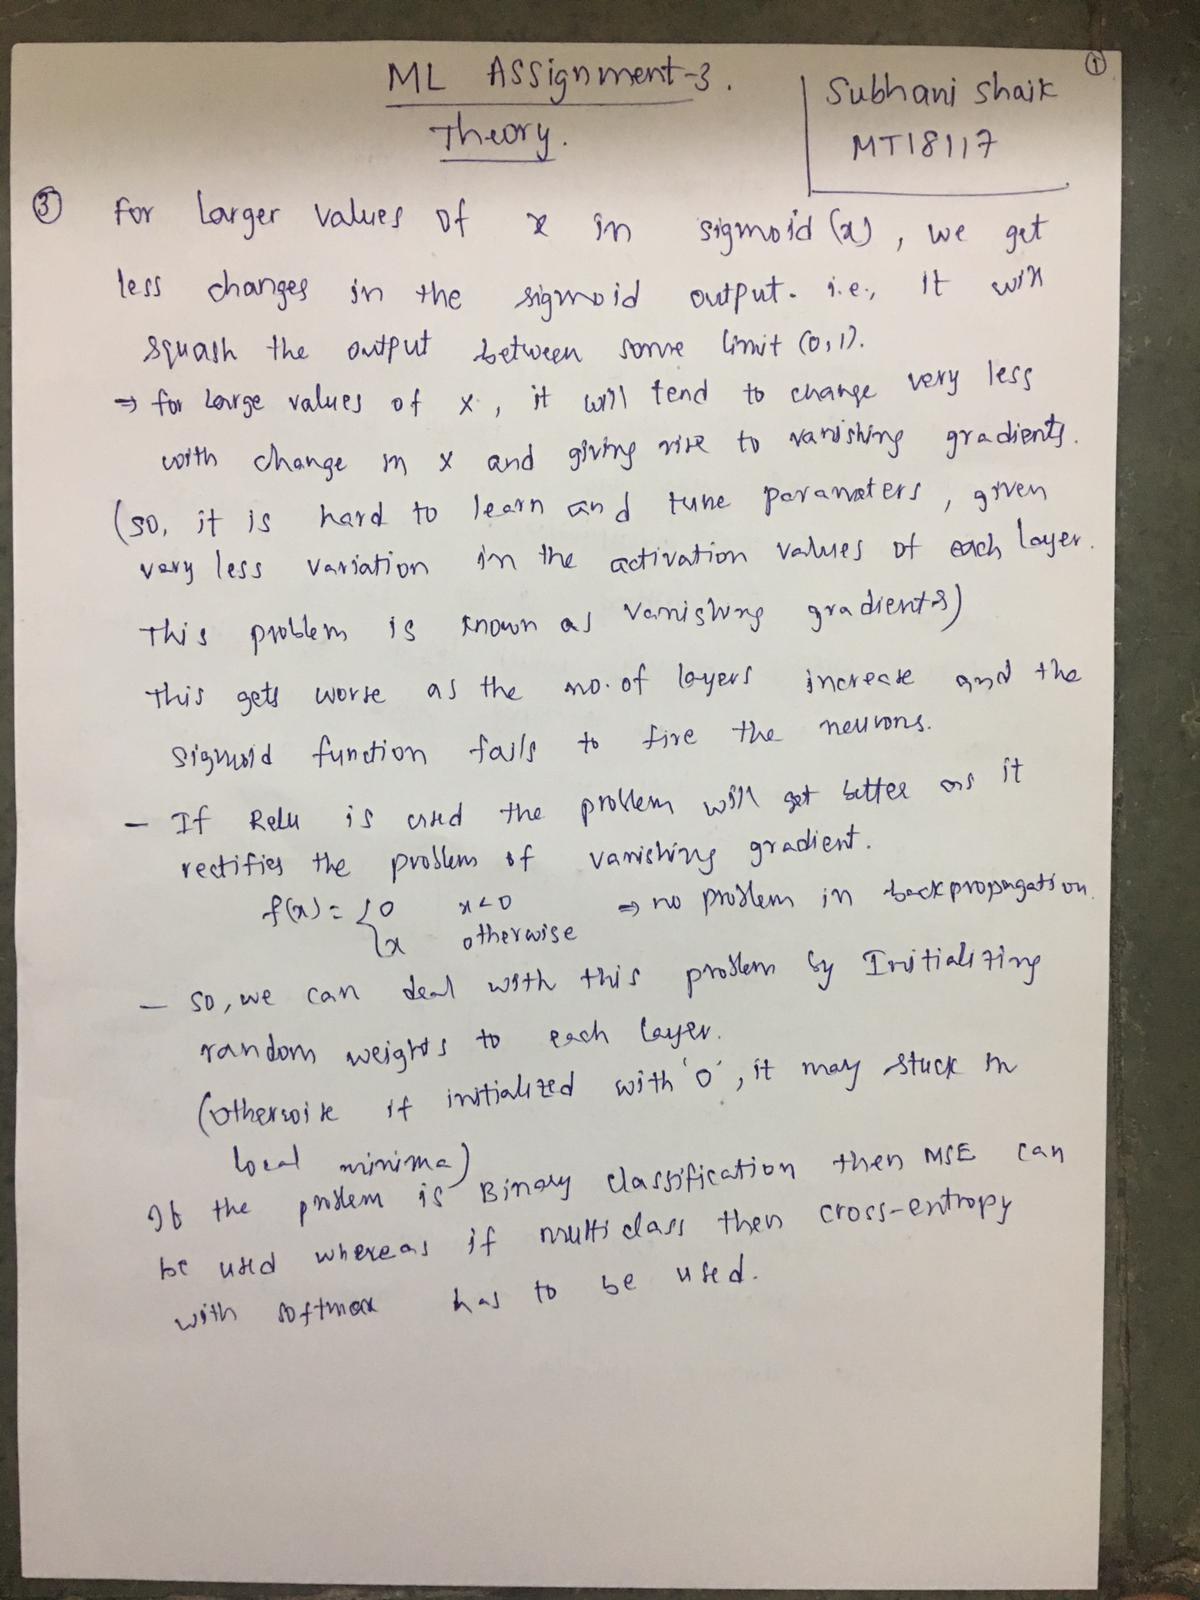 ①
ML Assignment-3.
Theory.
Subhani Shaik
MT18117
③ for larger values of x in sigmoid (x), we get
less changes in the sigmoid output. i.e., it will
squash the output between some limit (0,1).
⇒ for large values of x, it will tend to change very less
with change in x and giving rise to vanishing gradients.
(so, it is hard to learn and tune parameters, given
very less variation in the activation values of each layer.
This problem is known as vanishing gradients)
This gets worse as the no. of layers increase and the
sigmoid function fails to fire the neurons.
- If Relu is used the problem will get better as it
rectifies the problem of vanishing gradient.
f(x) = { 0 x<0 ⇒ no problem in backpropagation.
x otherwise
- so, we can deal with this problem by Initializing
random weights to each layer.
(otherwise if initialized with '0', it may stuck in
local minima)
If the problem is Binary classification then MSE can
be used whereas if multi class then cross-entropy
with softmax has to be used.